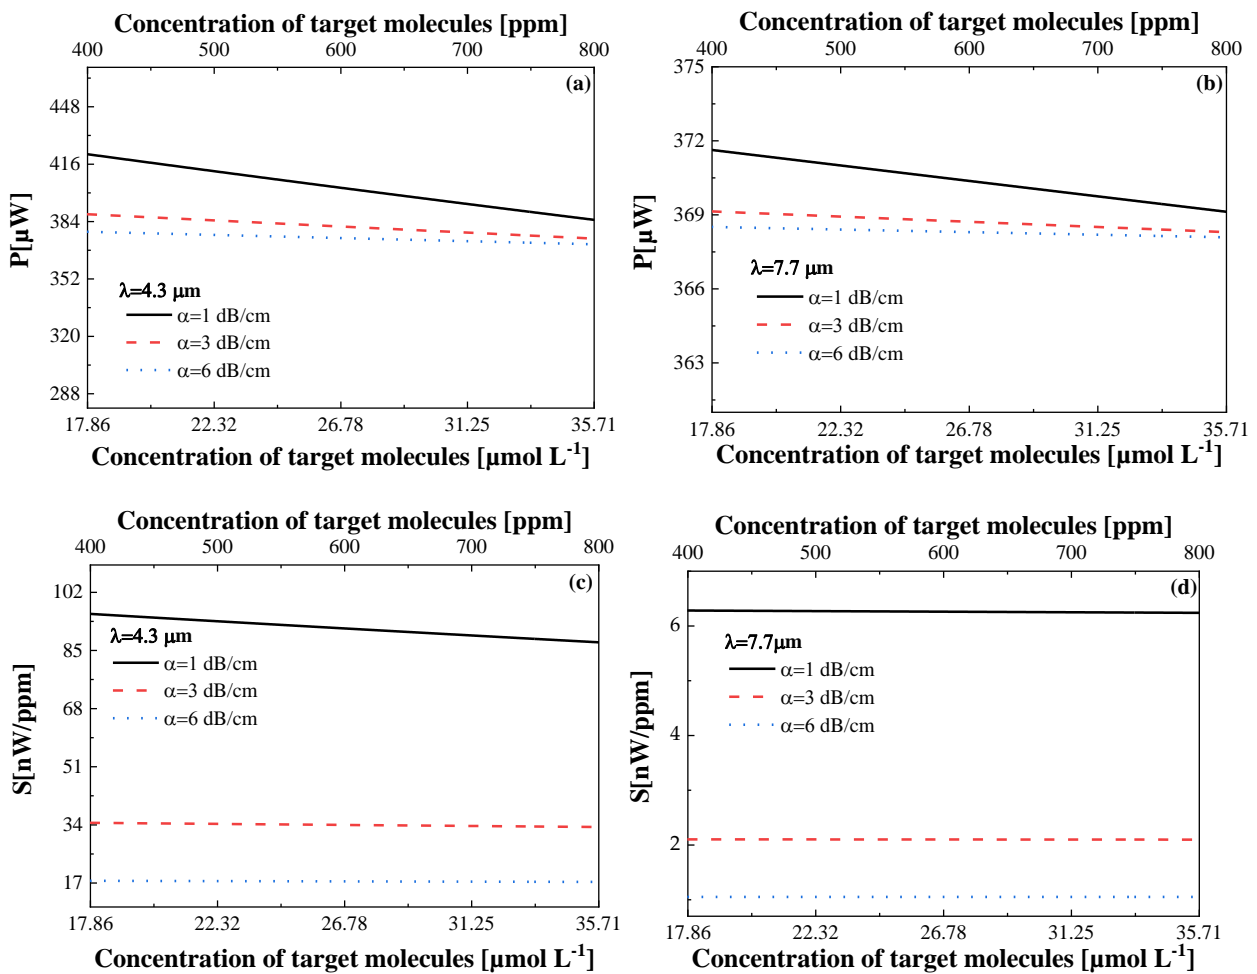 Concentration of target molecules [ppm]
400 500 600 700 800
(a)
448
416
384
352
320
288
P[µW]
λ=4.3 µm
α=1 dB/cm
α=3 dB/cm
α=6 dB/cm
17.86 22.32 26.78 31.25 35.71
Concentration of target molecules [µmol L-1]
Concentration of target molecules [ppm]
400 500 600 700 800
(b)
375
372
369
366
363
P[µW]
λ=7.7 µm
α=1 dB/cm
α=3 dB/cm
α=6 dB/cm
17.86 22.32 26.78 31.25 35.71
Concentration of target molecules [µmol L-1]
Concentration of target molecules [ppm]
400 500 600 700 800
(c)
102
85
68
51
34
17
S[nW/ppm]
λ=4.3 µm
α=1 dB/cm
α=3 dB/cm
α=6 dB/cm
17.86 22.32 26.78 31.25 35.71
Concentration of target molecules [µmol L-1]
Concentration of target molecules [ppm]
400 500 600 700 800
(d)
6
4
2
S[nW/ppm]
λ=7.7µm
α=1 dB/cm
α=3 dB/cm
α=6 dB/cm
17.86 22.32 26.78 31.25 35.71
Concentration of target molecules [µmol L-1]